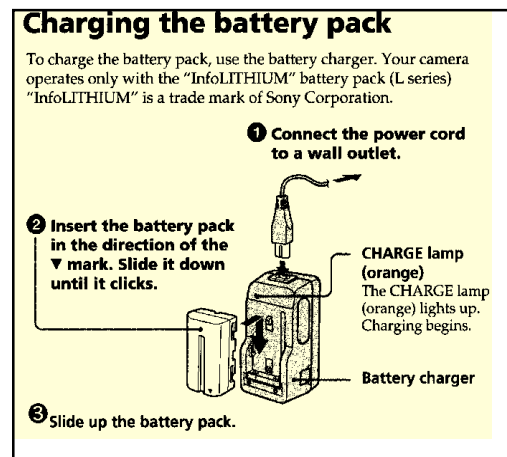 Charging the battery pack
To charge the battery pack, use the battery charger. Your camera
operates only with the “InfoLITHIUM” battery pack (L series)
“InfoLITHIUM” is a trade mark of Sony Corporation.
❶ Connect the power cord
to a wall outlet.
❷ Insert the battery pack
in the direction of the
▼ mark. Slide it down
until it clicks.
CHARGE lamp
(orange)
The CHARGE lamp
(orange) lights up.
Charging begins.
Battery charger
❸ Slide up the battery pack.